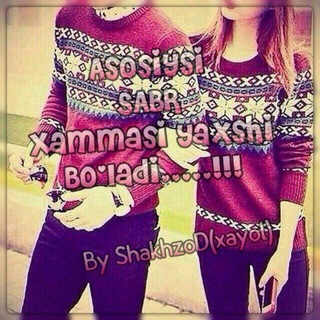 Asosiysi
SABR
Xammasi yaxshi
Bo'ladi.....!!!
By ShakhzoD(xayot)